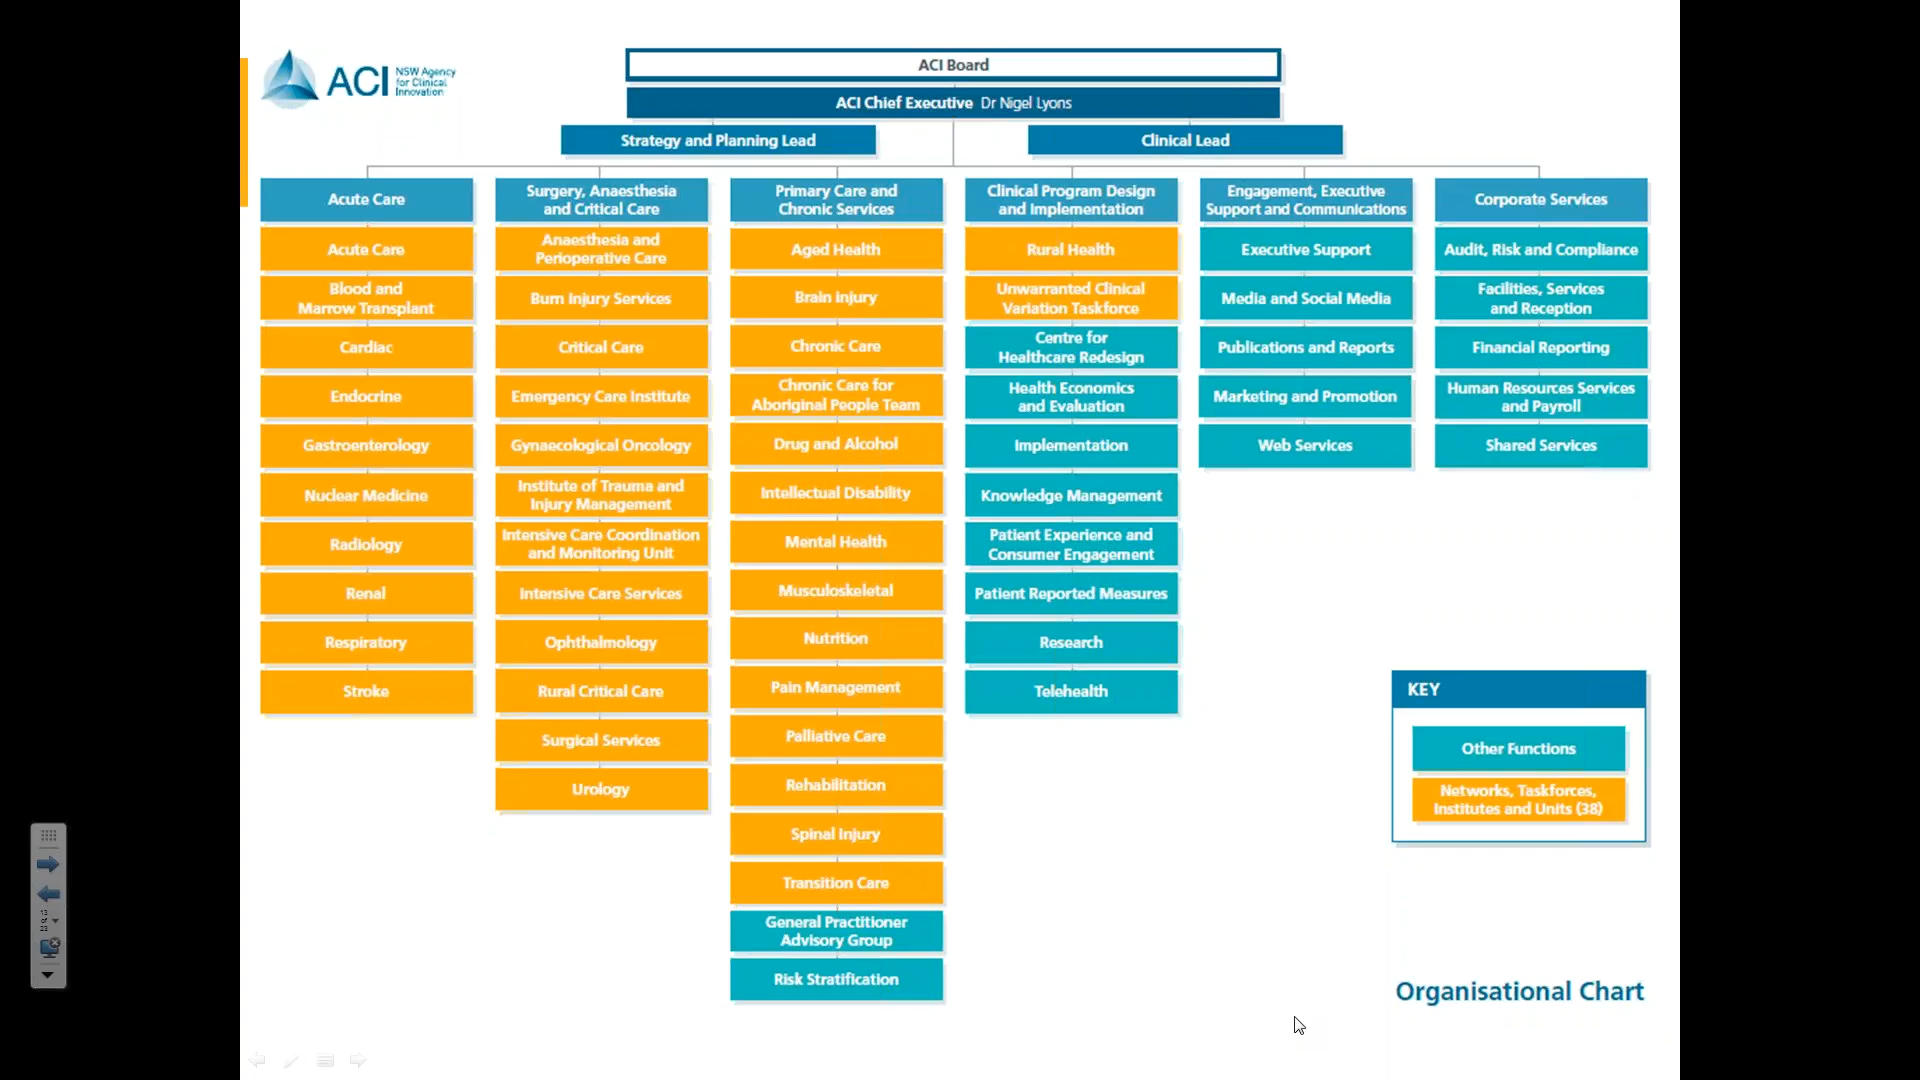 ACI
NSW Agency
for Clinical
Innovation
ACI Board
ACI Chief Executive Dr Nigel Lyons
Strategy and Planning Lead
Clinical Lead
Acute Care
Acute Care
Blood and
Marrow Transplant
Cardiac
Endocrine
Gastroenterology
Nuclear Medicine
Radiology
Renal
Respiratory
Stroke
Surgery, Anaesthesia
and Critical Care
Anaesthesia and
Perioperative Care
Burn Injury Services
Critical Care
Emergency Care Institute
Gynaecological Oncology
Institute of Trauma and
Injury Management
Intensive Care Coordination
and Monitoring Unit
Intensive Care Services
Ophthalmology
Rural Critical Care
Surgical Services
Urology
Primary Care and
Chronic Services
Aged Health
Brain Injury
Chronic Care
Chronic Care for
Aboriginal People Team
Drug and Alcohol
Intellectual Disability
Mental Health
Musculoskeletal
Nutrition
Pain Management
Palliative Care
Rehabilitation
Spinal Injury
Transition Care
General Practitioner
Advisory Group
Risk Stratification
Clinical Program Design
and Implementation
Rural Health
Unwarranted Clinical
Variation Taskforce
Centre for
Healthcare Redesign
Health Economics
and Evaluation
Implementation
Knowledge Management
Patient Experience and
Consumer Engagement
Patient Reported Measures
Research
Telehealth
Engagement, Executive
Support and Communications
Executive Support
Media and Social Media
Publications and Reports
Marketing and Promotion
Web Services
Corporate Services
Audit, Risk and Compliance
Facilities, Services
and Reception
Financial Reporting
Human Resources Services
and Payroll
Shared Services
KEY
Other Functions
Networks, Taskforces,
Institutes and Units (38)
Organisational Chart
13
of
23